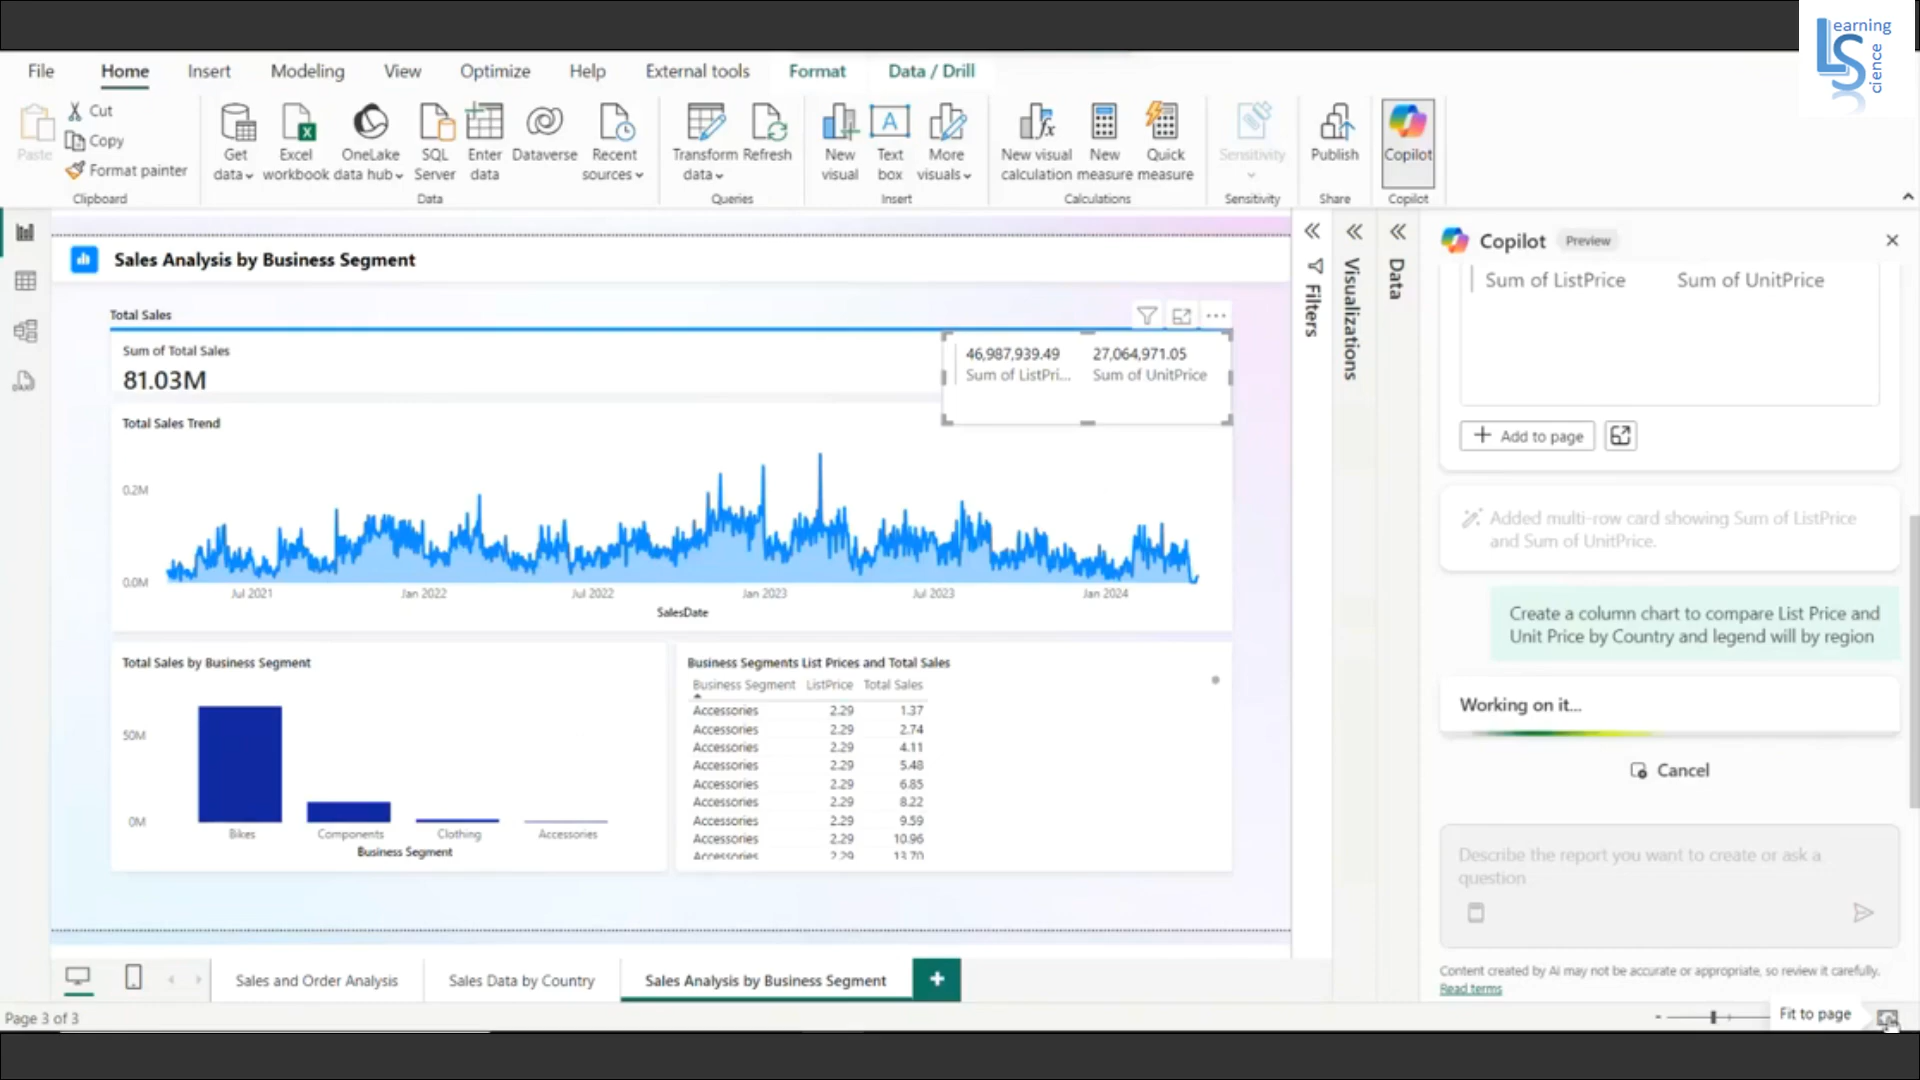 Learning
Science
File Home Insert Modeling View Optimize Help External tools Format Data / Drill
Paste
Cut
Copy
Format painter
Clipboard
Get data
Excel workbook
OneLake data hub
SQL Server
Enter data
Dataverse
Recent sources
Data
Transform data
Refresh
Queries
New visual
Text box
More visuals
Insert
New visual calculation
New measure
Quick measure
Calculations
Sensitivity
Sensitivity
Publish
Share
Copilot
Copilot
Sales Analysis by Business Segment
Total Sales
Sum of Total Sales
81.03M
46,987,939.49 27,064,971.05
Sum of ListPri... Sum of UnitPrice
Total Sales Trend
0.2M
0.0M
Jul 2021 Jan 2022 Jul 2022 Jan 2023 Jul 2023 Jan 2024
SalesDate
Total Sales by Business Segment
50M
0M
Bikes Components Clothing Accessories
Business Segment
Business Segments List Prices and Total Sales
Business Segment ListPrice Total Sales
Accessories 2.29 1.37
Accessories 2.29 2.74
Accessories 2.29 4.11
Accessories 2.29 5.48
Accessories 2.29 6.85
Accessories 2.29 8.22
Accessories 2.29 9.59
Accessories 2.29 10.96
Accessories 2.29 13.70
Filters
Visualizations
Data
Copilot Preview
Sum of ListPrice Sum of UnitPrice
Add to page
Added multi-row card showing Sum of ListPrice
and Sum of UnitPrice.
Create a column chart to compare List Price and
Unit Price by Country and legend will by region
Working on it...
Cancel
Describe the report you want to create or ask a
question
Content created by AI may not be accurate or appropriate, so review it carefully.
Read terms
Sales and Order Analysis Sales Data by Country Sales Analysis by Business Segment
Page 3 of 3
Fit to page